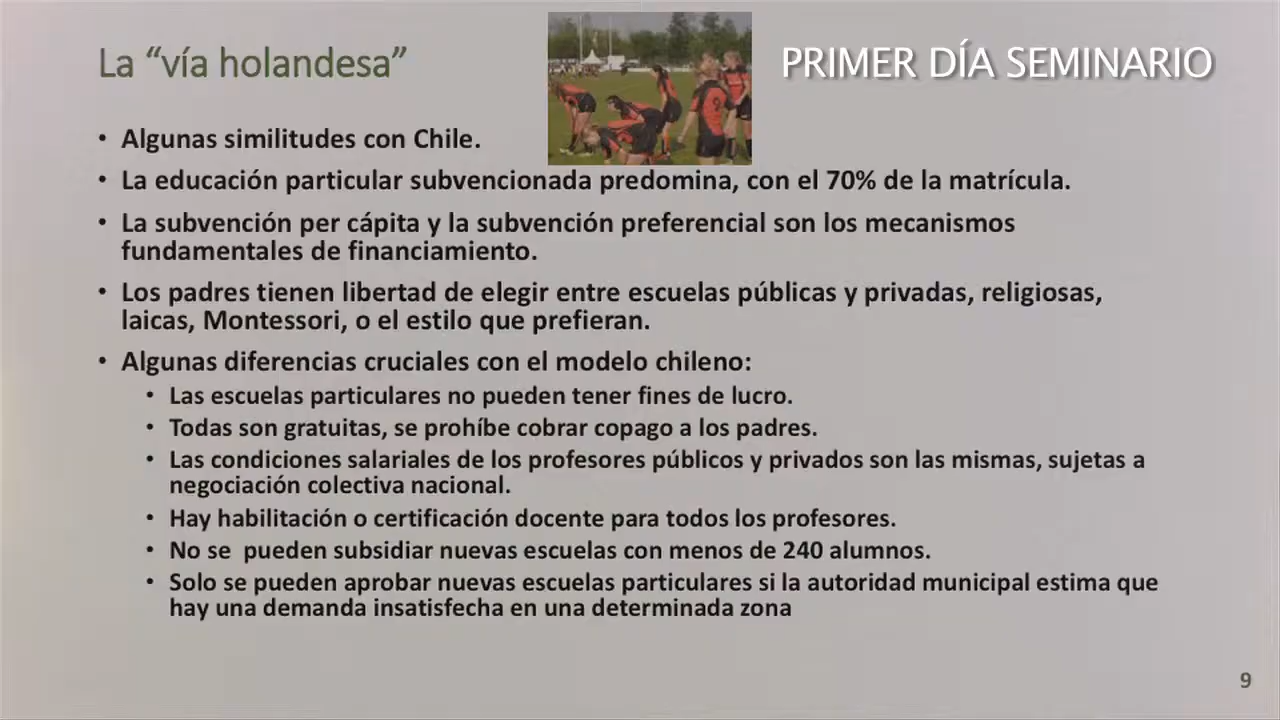 La “vía holandesa”
PRIMER DÍA SEMINARIO
• Algunas similitudes con Chile.
• La educación particular subvencionada predomina, con el 70% de la matrícula.
• La subvención per cápita y la subvención preferencial son los mecanismos
fundamentales de financiamiento.
• Los padres tienen libertad de elegir entre escuelas públicas y privadas, religiosas,
laicas, Montessori, o el estilo que prefieran.
• Algunas diferencias cruciales con el modelo chileno:
• Las escuelas particulares no pueden tener fines de lucro.
• Todas son gratuitas, se prohíbe cobrar copago a los padres.
• Las condiciones salariales de los profesores públicos y privados son las mismas, sujetas a
negociación colectiva nacional.
• Hay habilitación o certificación docente para todos los profesores.
• No se  pueden subsidiar nuevas escuelas con menos de 240 alumnos.
• Solo se pueden aprobar nuevas escuelas particulares si la autoridad municipal estima que
hay una demanda insatisfecha en una determinada zona
9